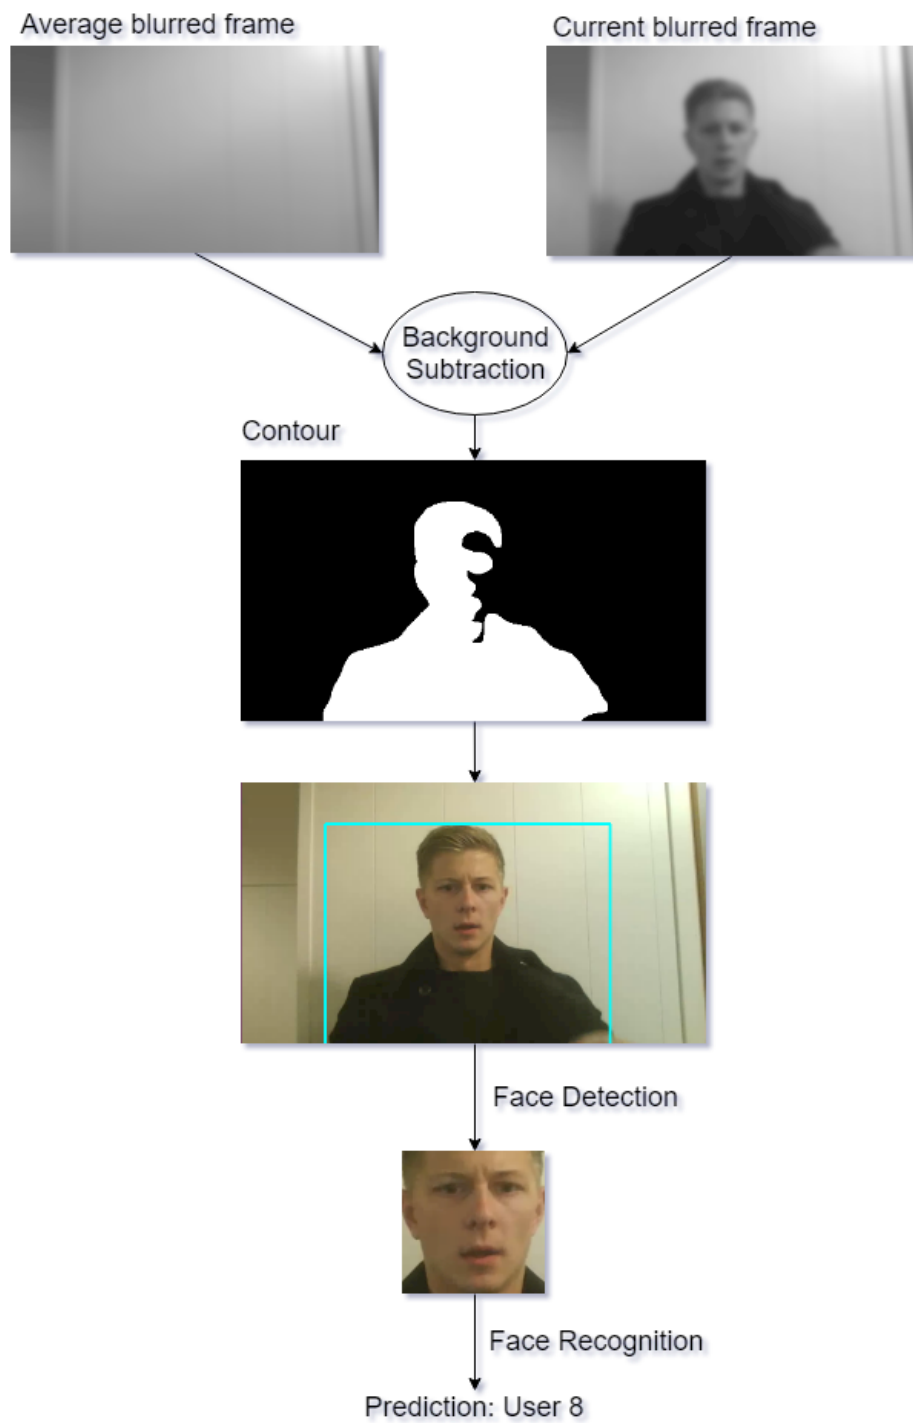 Average blurred frame
Current blurred frame
Background
Subtraction
Contour
Face Detection
Face Recognition
Prediction: User 8